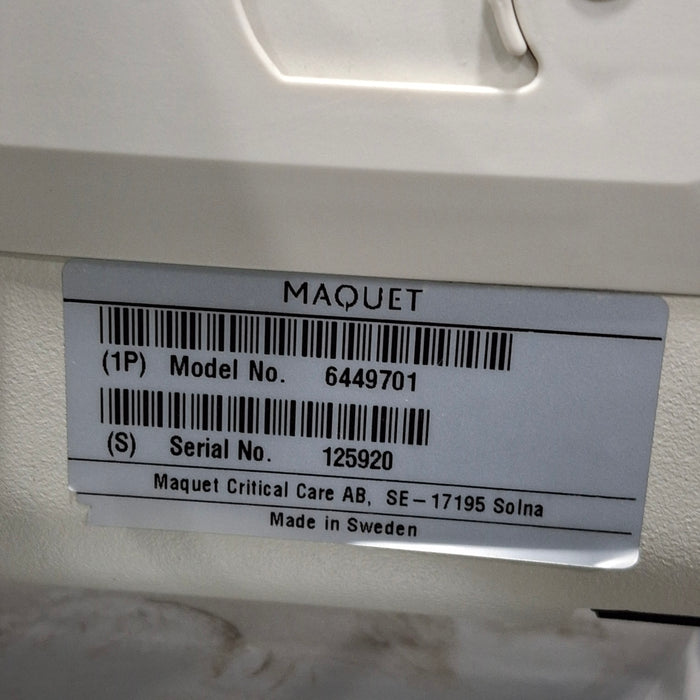 MAQUET
(1P) Model No. 6449701
(S) Serial No. 125920
Maquet Critical Care AB, SE-17195 Solna
Made in Sweden